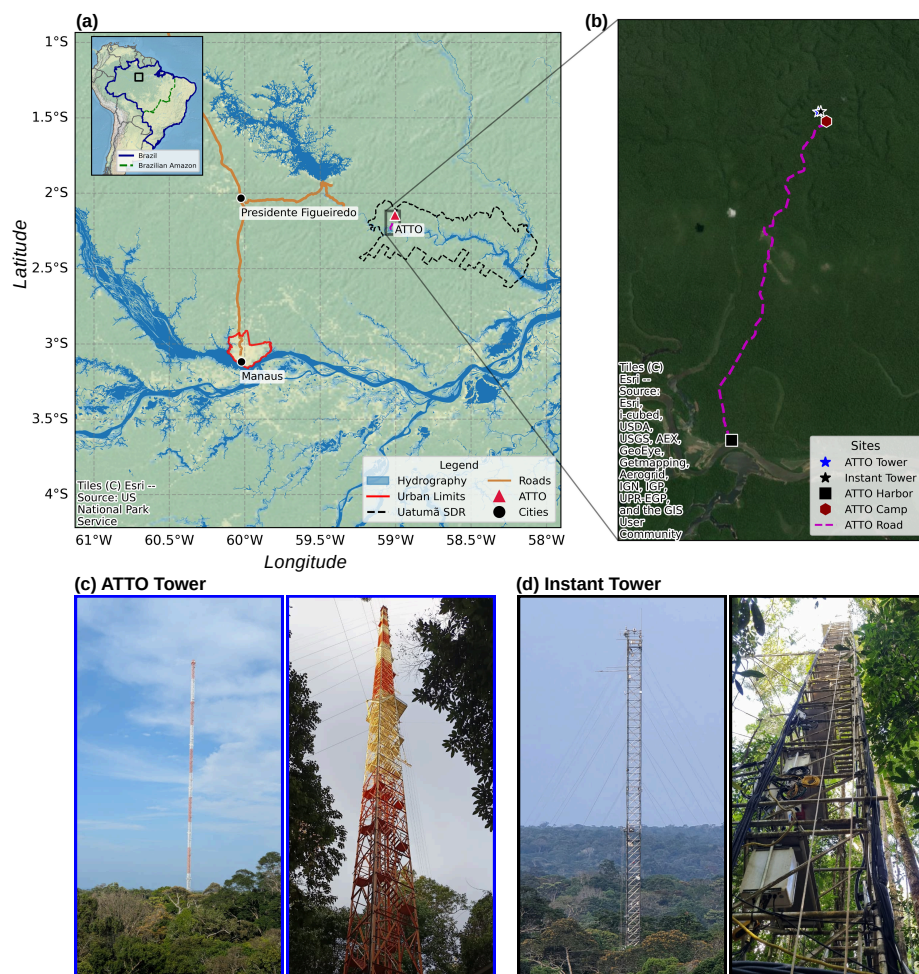 (a)
(b)
1°S
1.5°S
2°S
2.5°S
3°S
3.5°S
4°S
Latitude
Brazil
Brazilian Amazon
Presidente Figueiredo
ATTO
Manaus
Tiles (C) Esri --
Source: US
National Park
Service
Legend
Hydrography
Urban Limits
Uatumã SDR
Roads
ATTO
Cities
61°W
60.5°W
60°W
59.5°W
59°W
58.5°W
58°W
Longitude
Tiles (C)
Esri --
Source:
Esri,
i-cubed,
USDA,
USGS, AEX,
GeoEye,
Getmapping,
Aerogrid,
IGN, IGP,
UPR-EGP,
and the GIS
User
Community
Sites
ATTO Tower
Instant Tower
ATTO Harbor
ATTO Camp
ATTO Road
(c) ATTO Tower
(d) Instant Tower